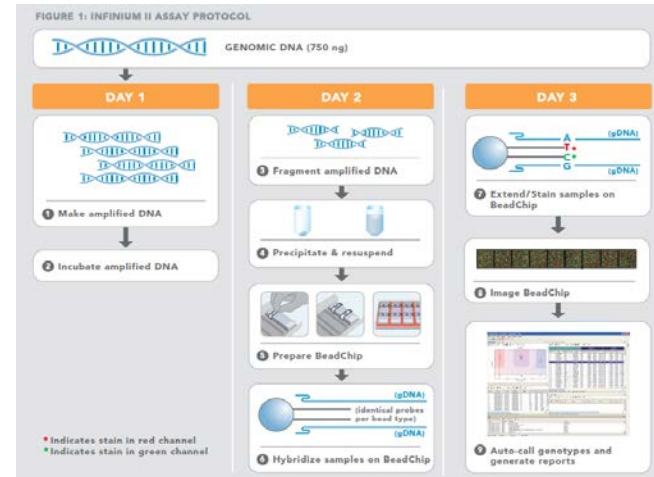 FIGURE 1: INFINIUM II ASSAY PROTOCOL
GENOMIC DNA (750 ng)
DAY 1
1 Make amplified DNA
2 Incubate amplified DNA
• Indicates stain in red channel
• Indicates stain in green channel
DAY 2
3 Fragment amplified DNA
4 Precipitate & resuspend
5 Prepare BeadChip
(gDNA)
(identical probes
per bead type)
(gDNA)
6 Hybridize samples on BeadChip
DAY 3
A (gDNA)
T
C
G (gDNA)
7 Extend/Stain samples on
BeadChip
8 Image BeadChip
9 Auto-call genotypes and
generate reports